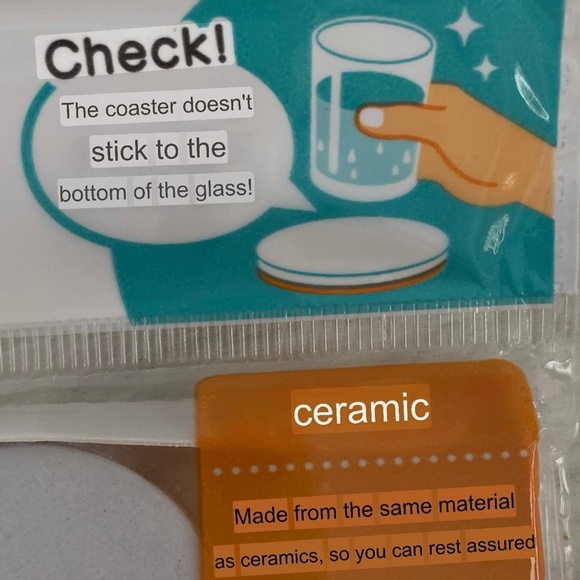 Check!
The coaster doesn't
stick to the
bottom of the glass!
ceramic
Made from the same material
as ceramics, so you can rest assured